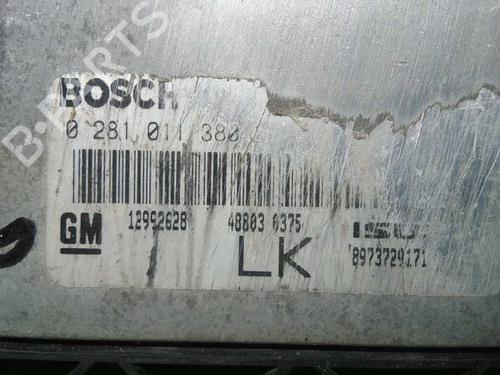 B-PARTS
BOSCH
0 281 011 380
GM 12992628 48803 0375
LK 8973729171